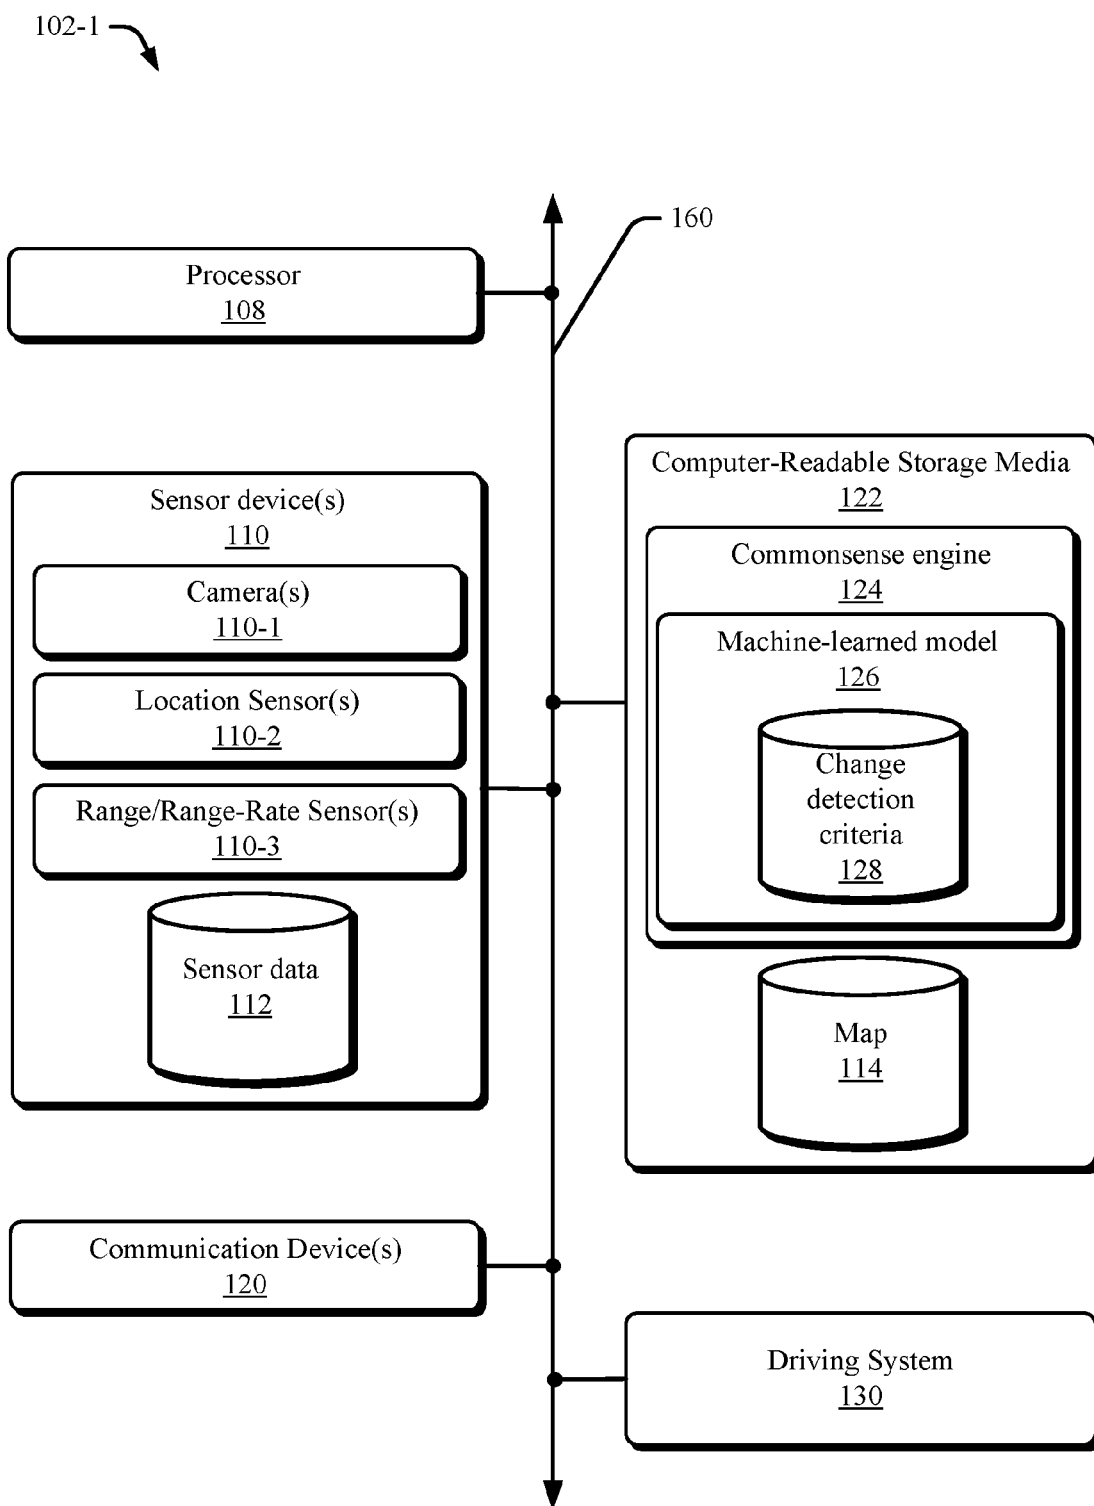 102-1
160
Processor
108
Sensor device(s)
110
Camera(s)
110-1
Location Sensor(s)
110-2
Range/Range-Rate Sensor(s)
110-3
Sensor data
112
Communication Device(s)
120
Computer-Readable Storage Media
122
Commonsense engine
124
Machine-learned model
126
Change
detection
criteria
128
Map
114
Driving System
130